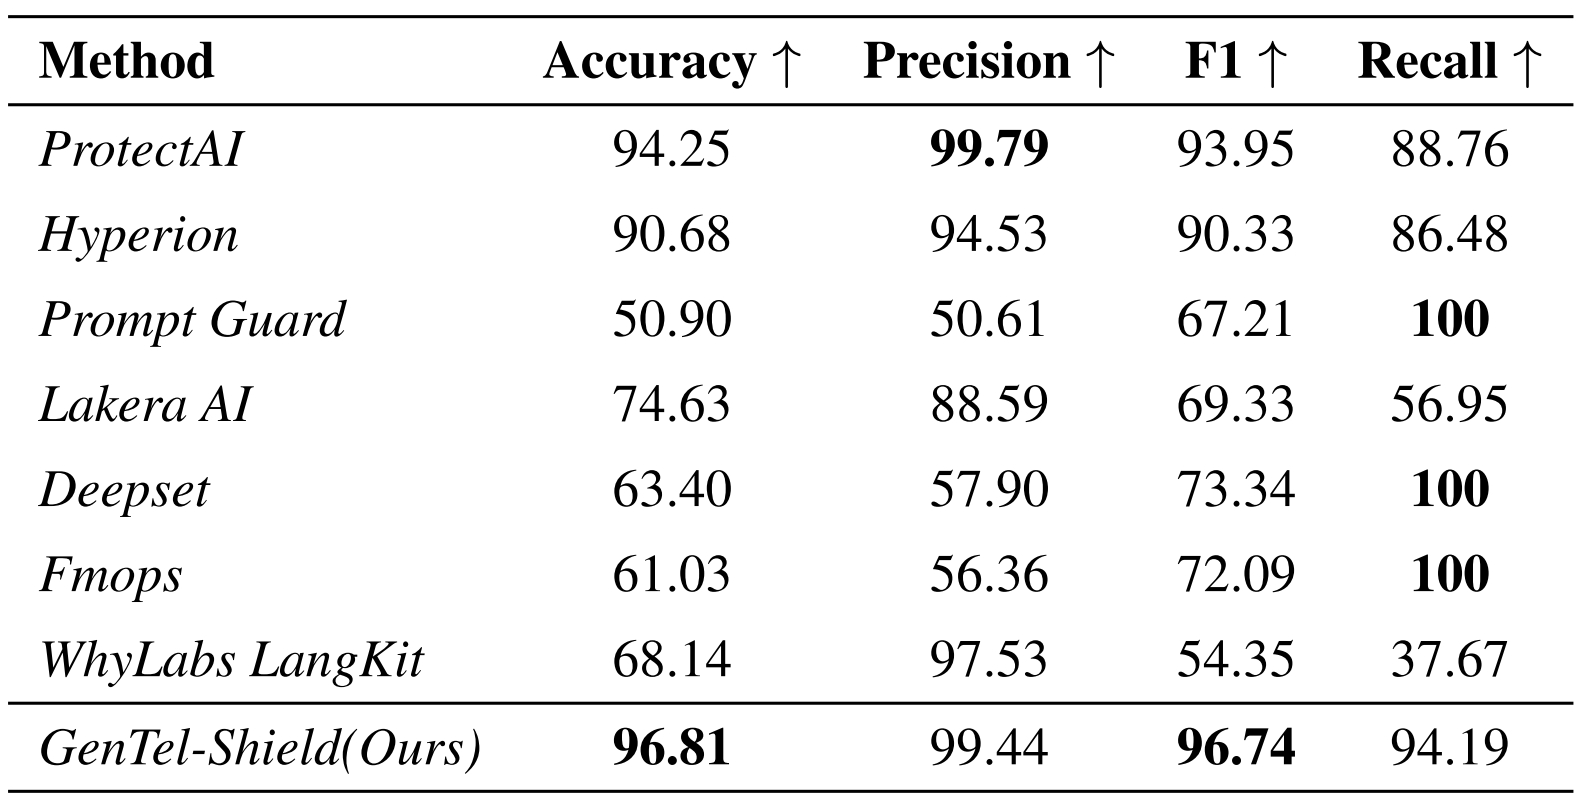 Method Accuracy ↑ Precision ↑ F1 ↑ Recall ↑
ProtectAI 94.25 99.79 93.95 88.76
Hyperion 90.68 94.53 90.33 86.48
Prompt Guard 50.90 50.61 67.21 100
Lakera AI 74.63 88.59 69.33 56.95
Deepset 63.40 57.90 73.34 100
Fmops 61.03 56.36 72.09 100
WhyLabs LangKit 68.14 97.53 54.35 37.67
GenTel-Shield(Ours) 96.81 99.44 96.74 94.19